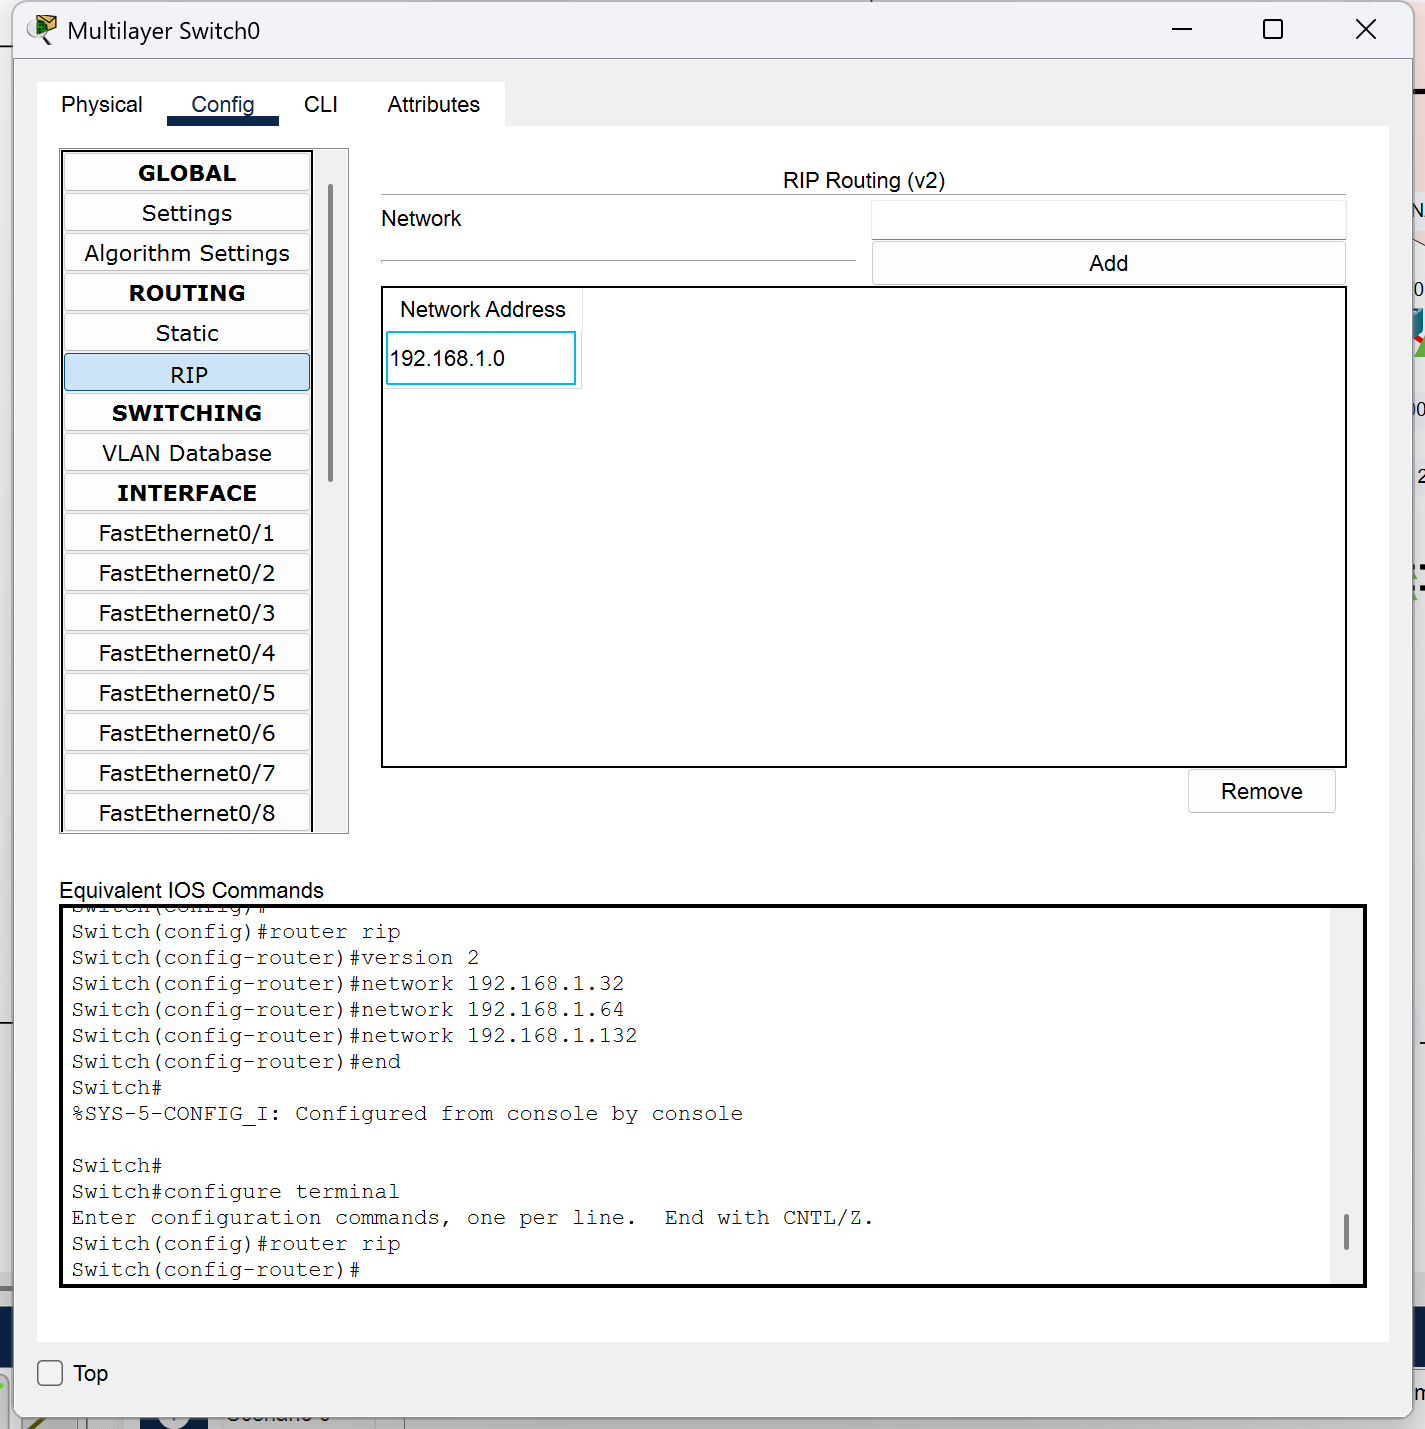 Multilayer Switch0
Physical
Config
CLI
Attributes
GLOBAL
Settings
Algorithm Settings
ROUTING
Static
RIP
SWITCHING
VLAN Database
INTERFACE
FastEthernet0/1
FastEthernet0/2
FastEthernet0/3
FastEthernet0/4
FastEthernet0/5
FastEthernet0/6
FastEthernet0/7
FastEthernet0/8
RIP Routing (v2)
Network
Add
Network Address
192.168.1.0
Remove
Equivalent IOS Commands
Switch(config)#
Switch(config)#router rip
Switch(config-router)#version 2
Switch(config-router)#network 192.168.1.32
Switch(config-router)#network 192.168.1.64
Switch(config-router)#network 192.168.1.132
Switch(config-router)#end
Switch#
%SYS-5-CONFIG_I: Configured from console by console
Switch#
Switch#configure terminal
Enter configuration commands, one per line.  End with CNTL/Z.
Switch(config)#router rip
Switch(config-router)#
Top